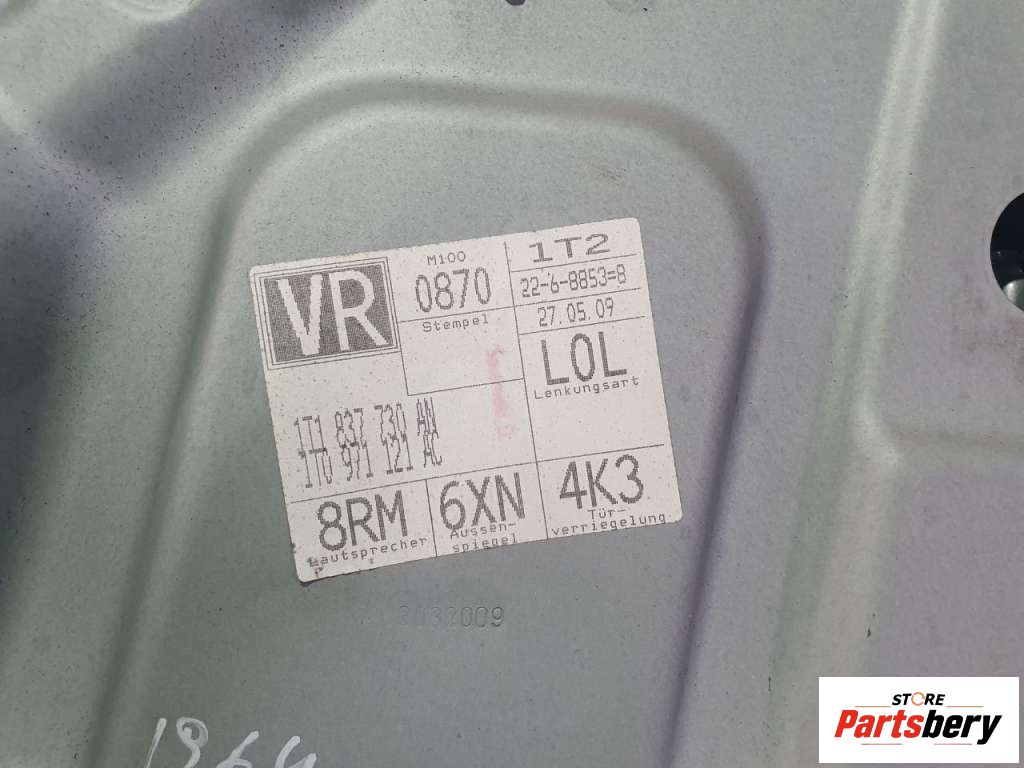 VR
M100
0870
Stempel
1T2
22-6-8853=8
27.05.09
L0L
Lenkungsart
1T1 837 730 AN
1T0 971 121 AC
8RM
Lautsprecher
6XN
Aussen-
spiegel
4K3
Tür-
verriegelung
1964
STORE
Partsbery